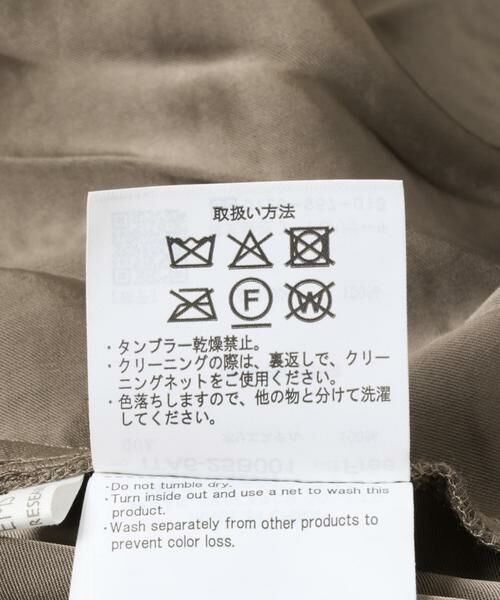 取扱い方法
F W
・タンブラー乾燥禁止。
・クリーニングの際は、裏返しで、クリー
ニングネットをご使用ください。
・色落ちしますので、他の物と分けて洗濯
してください。
・Do not tumble dry.
・Turn inside out and use a net to wash this
product.
・Wash separately from other products to
prevent color loss.